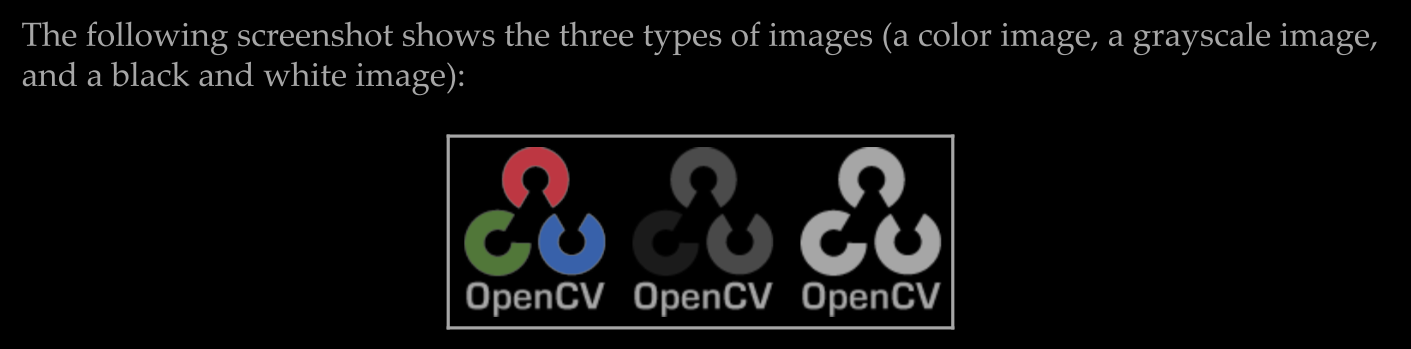 The following screenshot shows the three types of images (a color image, a grayscale image,
and a black and white image):
OpenCV OpenCV OpenCV